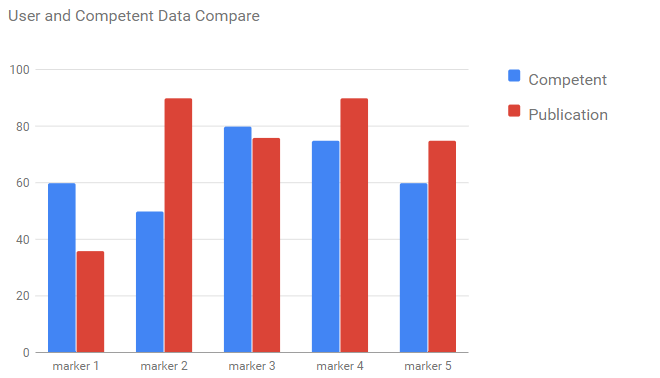 User and Competent Data Compare
100
80
60
40
20
0
marker 1
marker 2
marker 3
marker 4
marker 5
Competent
Publication